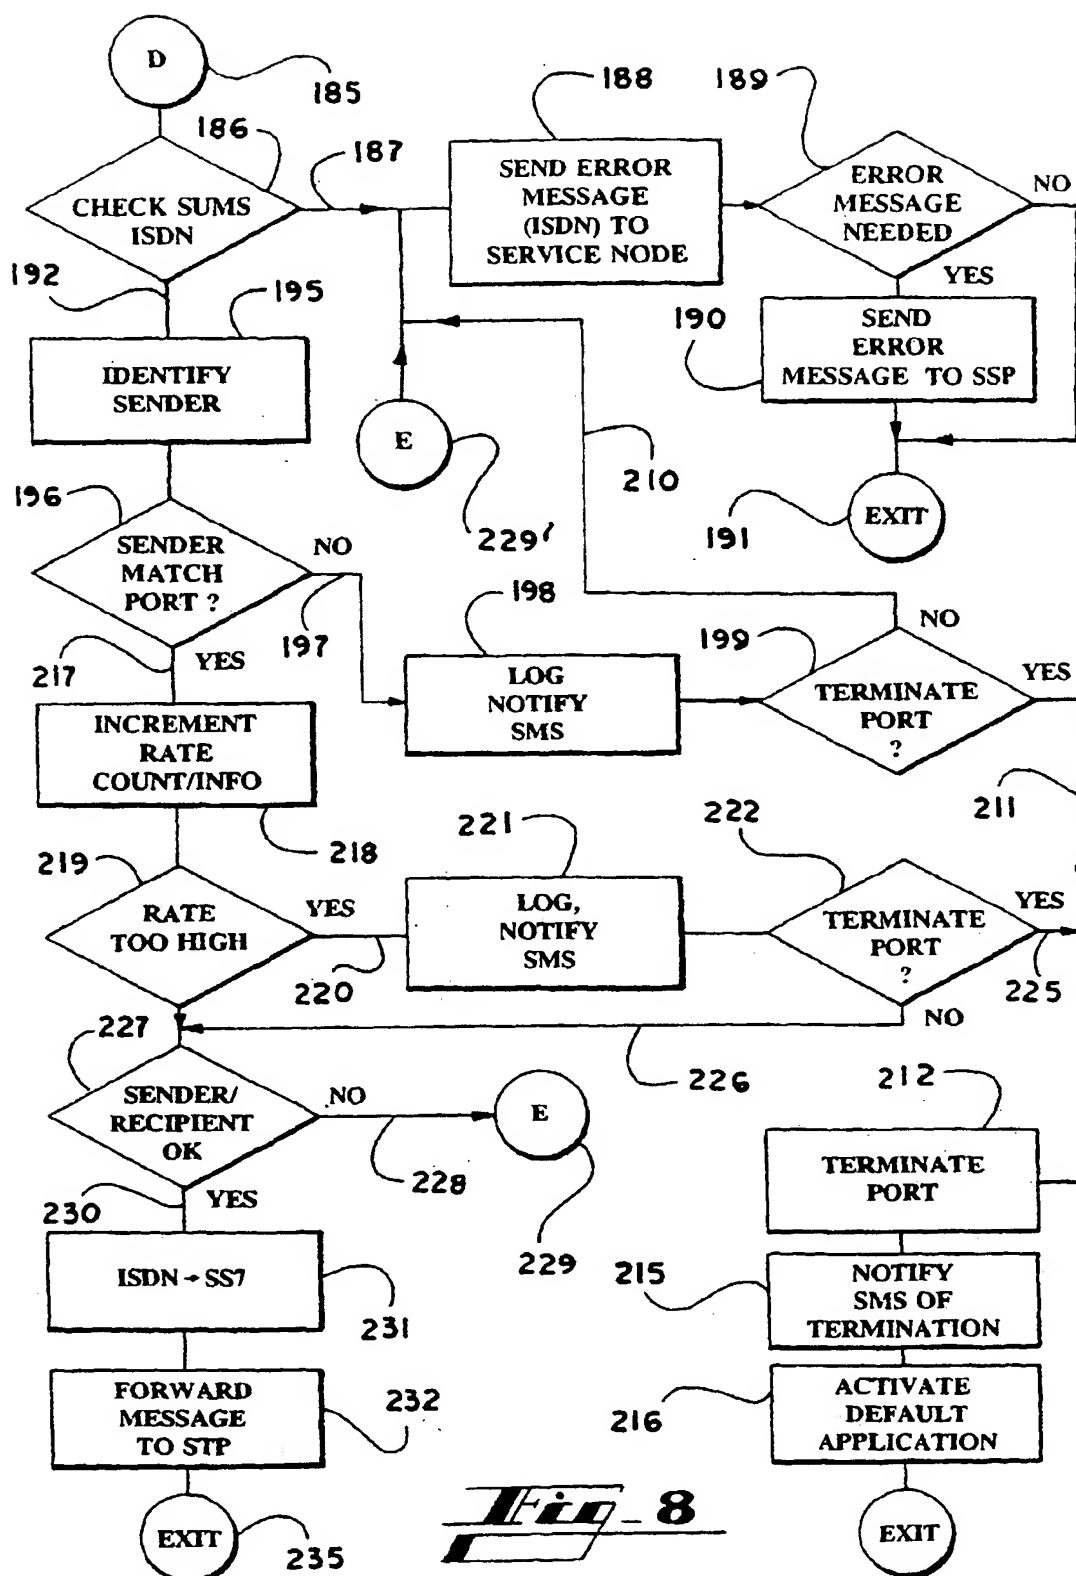 D
185
186
187
188
189
CHECK SUMS
ISDN
SEND ERROR
MESSAGE
(ISDN) TO
SERVICE NODE
ERROR
MESSAGE
NEEDED
NO
YES
192
195
190
SEND
ERROR
MESSAGE TO SSP
IDENTIFY
SENDER
E
229'
210
191
EXIT
196
SENDER
MATCH
PORT ?
NO
197
198
199
NO
YES
217
YES
LOG
NOTIFY
SMS
TERMINATE
PORT
?
INCREMENT
RATE
COUNT/INFO
218
211
219
221
222
RATE
TOO HIGH
YES
220
LOG,
NOTIFY
SMS
TERMINATE
PORT
?
YES
225
NO
227
226
212
SENDER/
RECIPIENT
OK
NO
228
E
229
TERMINATE
PORT
230
YES
ISDN→SS7
231
215
NOTIFY
SMS OF
TERMINATION
FORWARD
MESSAGE
TO STP
232
216
ACTIVATE
DEFAULT
APPLICATION
EXIT
235
Fig_8
EXIT